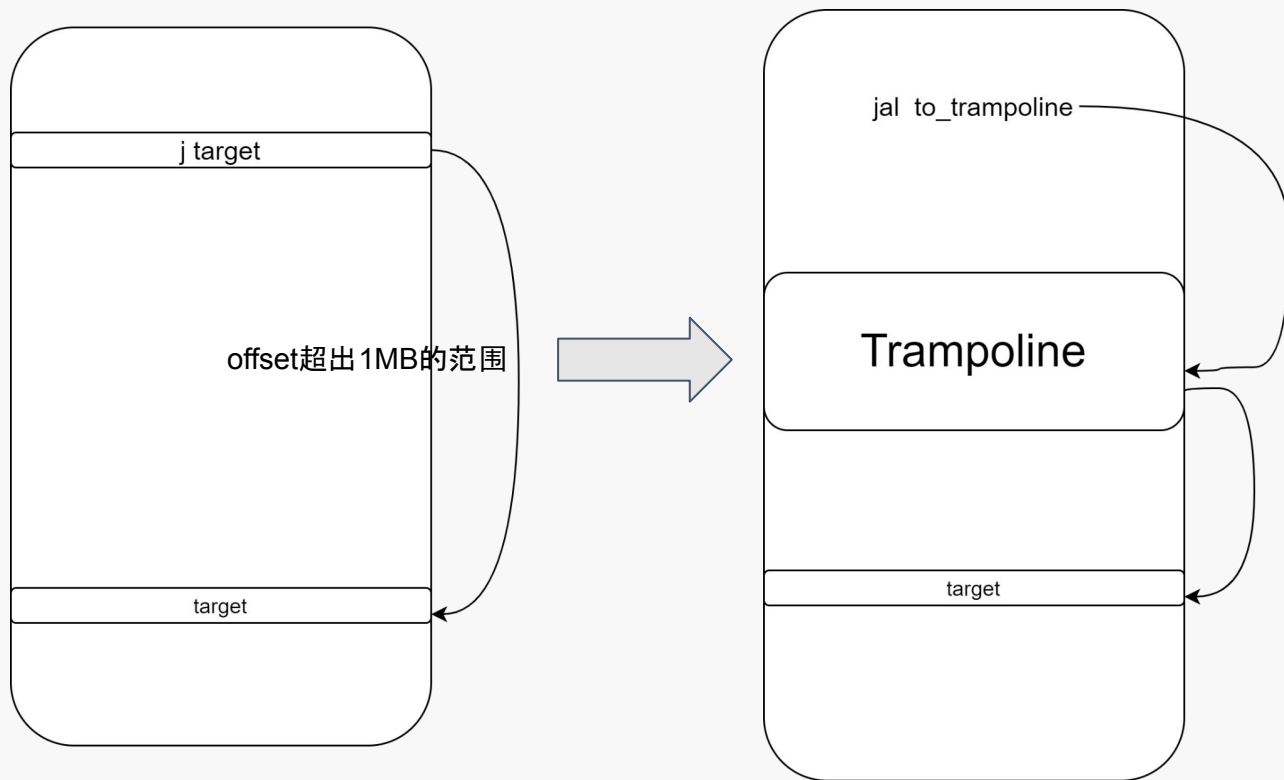 j target
offset超出1MB的范围
target
jal to_trampoline
Trampoline
target